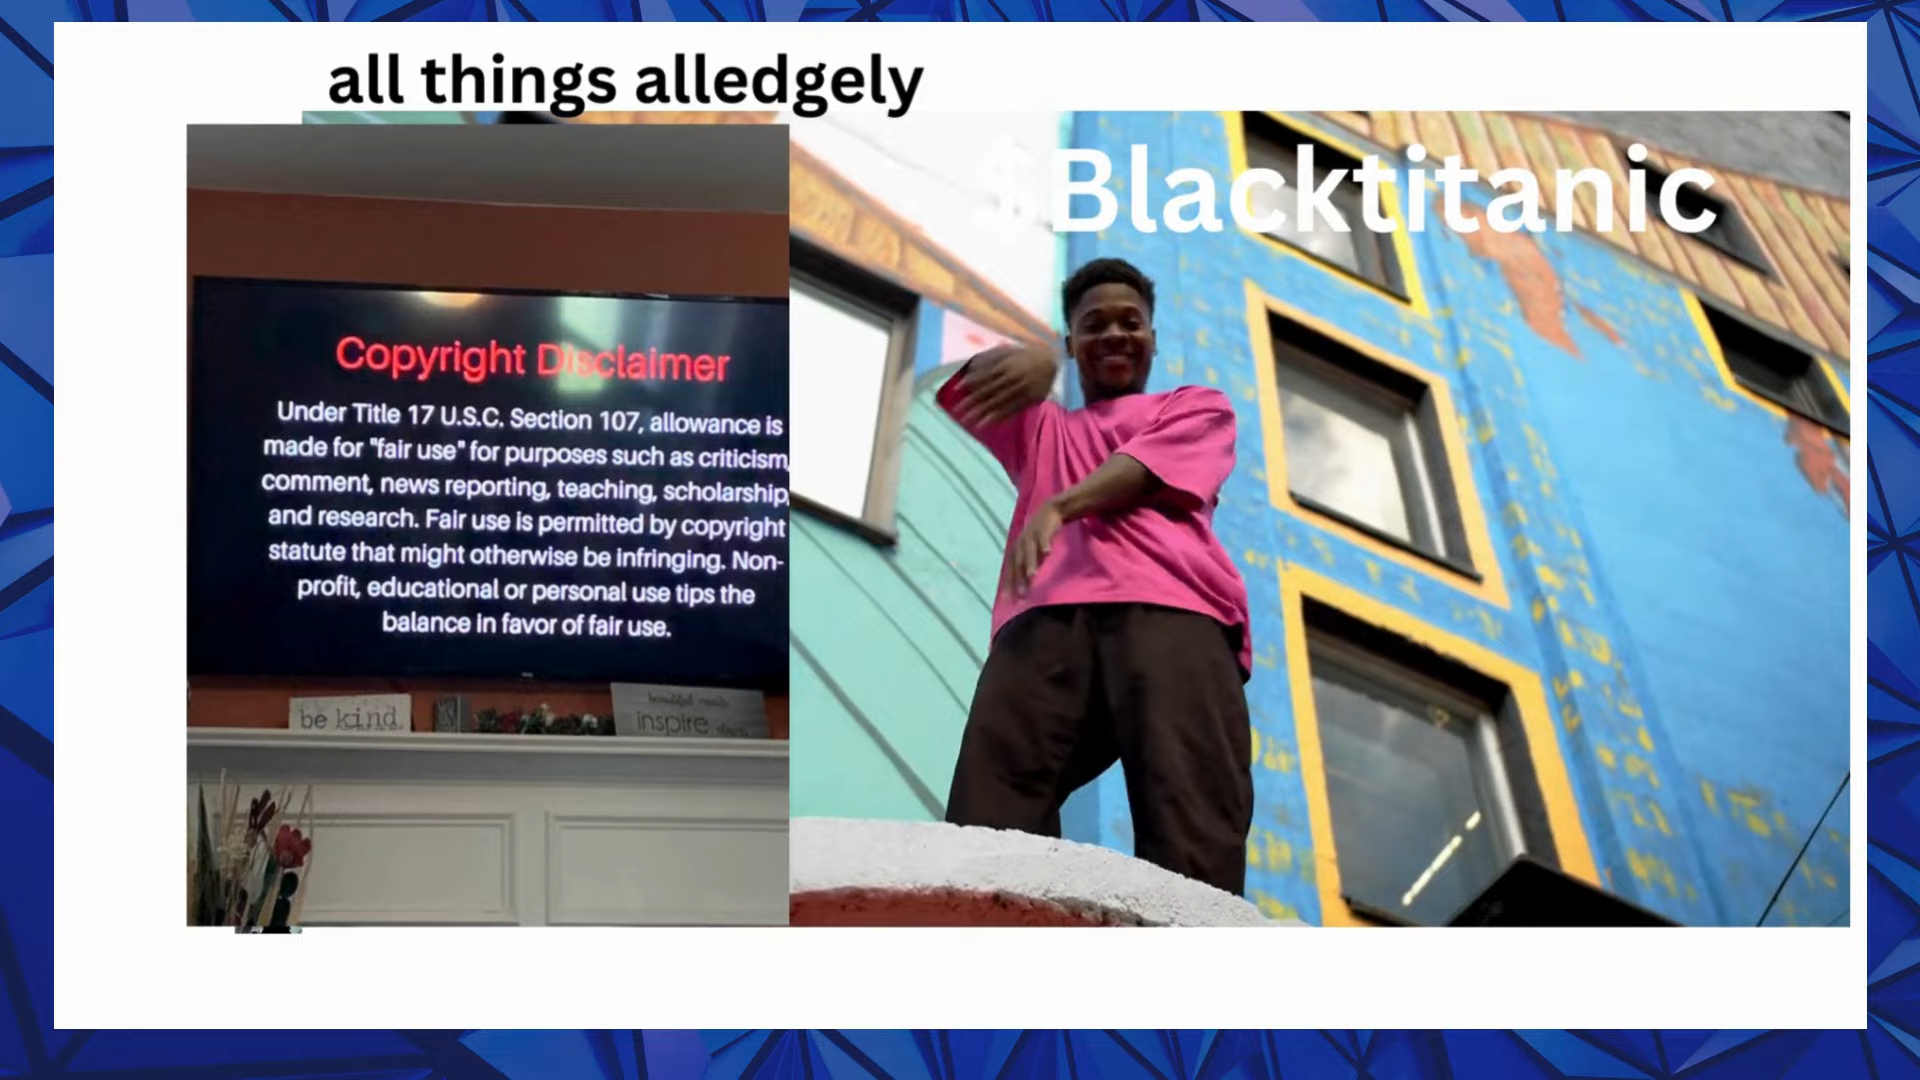 all things alledgely
$Blacktitanic
Copyright Disclaimer
Under Title 17 U.S.C. Section 107, allowance is
made for "fair use" for purposes such as criticism,
comment, news reporting, teaching, scholarship,
and research. Fair use is permitted by copyright
statute that might otherwise be infringing. Non-
profit, educational or personal use tips the
balance in favor of fair use.
be kind
inspire